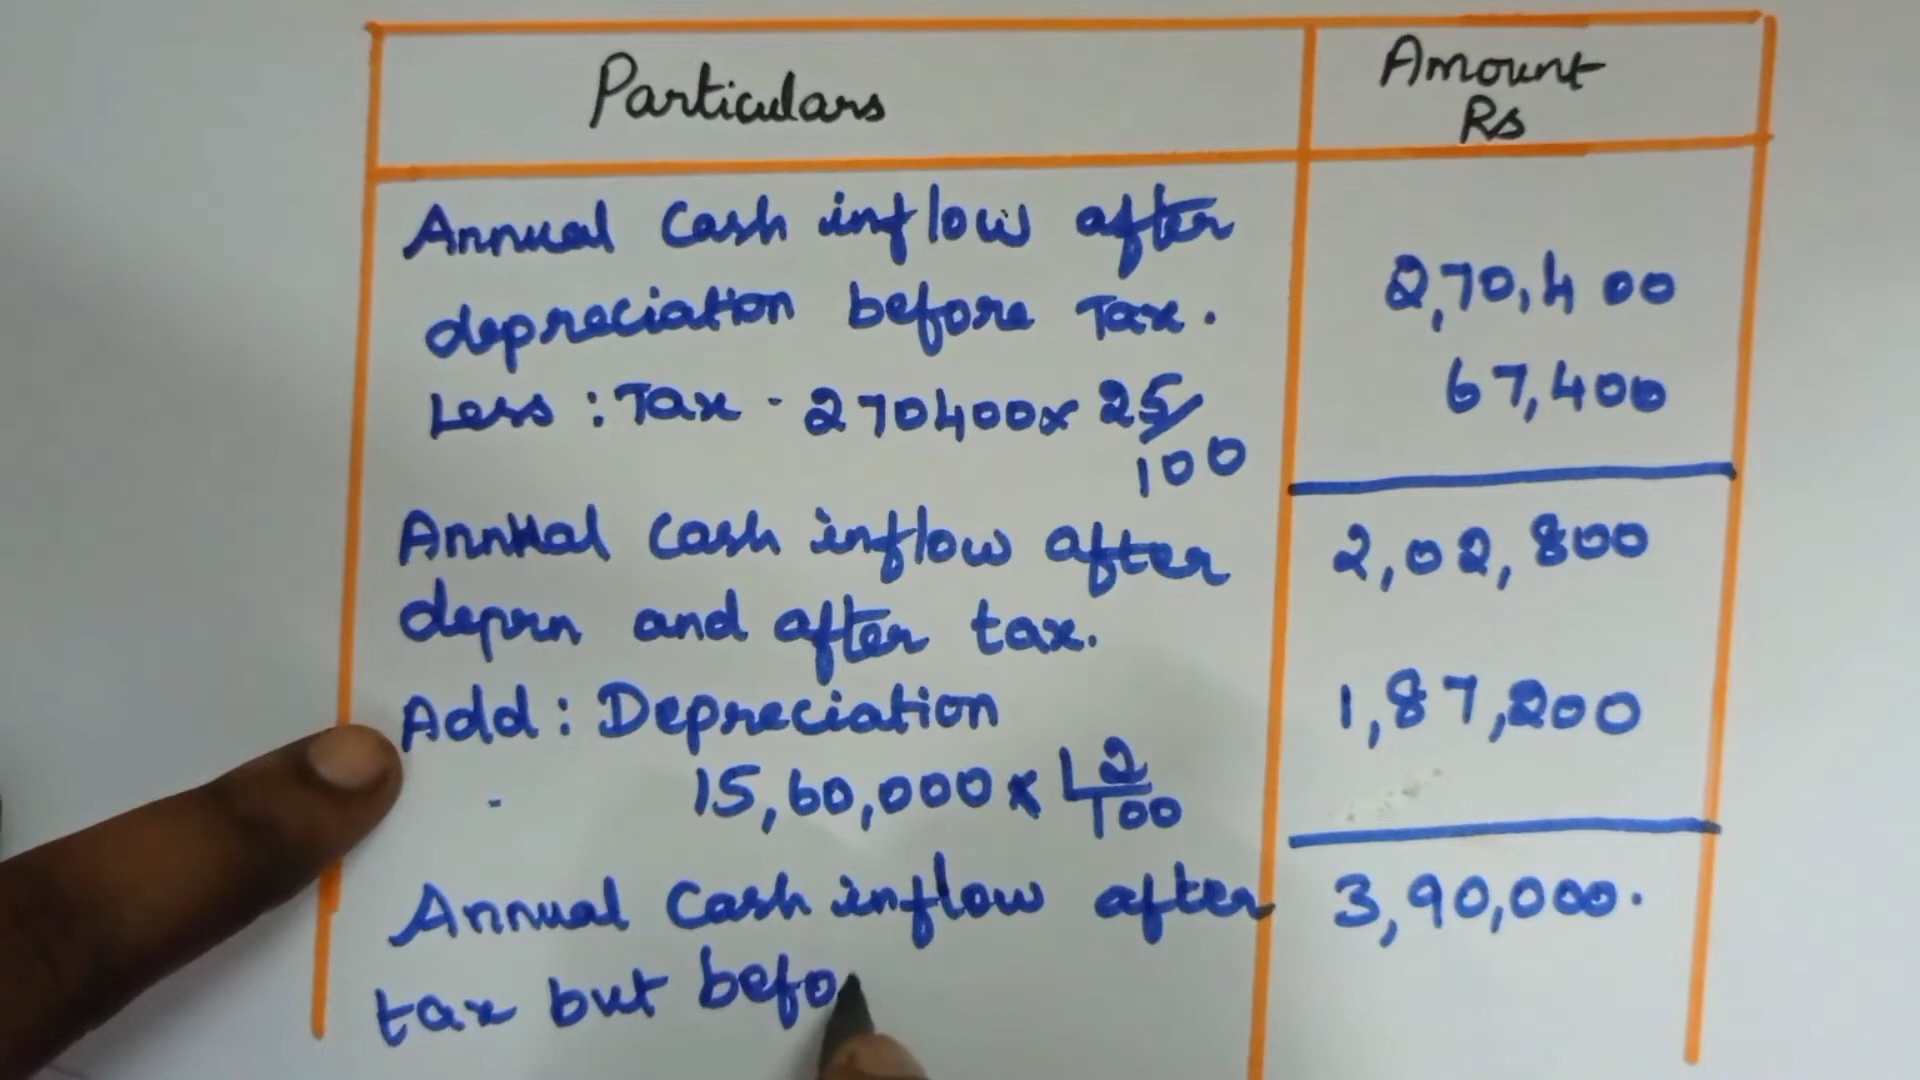 Particulars
Amount
Rs
Annual cash inflow after
depreciation before Tax.
2,70,400
Less : Tax - 270400x 25/
100
67,400
Annual cash inflow after
deprn and after tax.
2,02,800
Add : Depreciation
1,87,200
- 15,60,000 x 12
100
Annual cash inflow after
3,90,000.
tax but befo